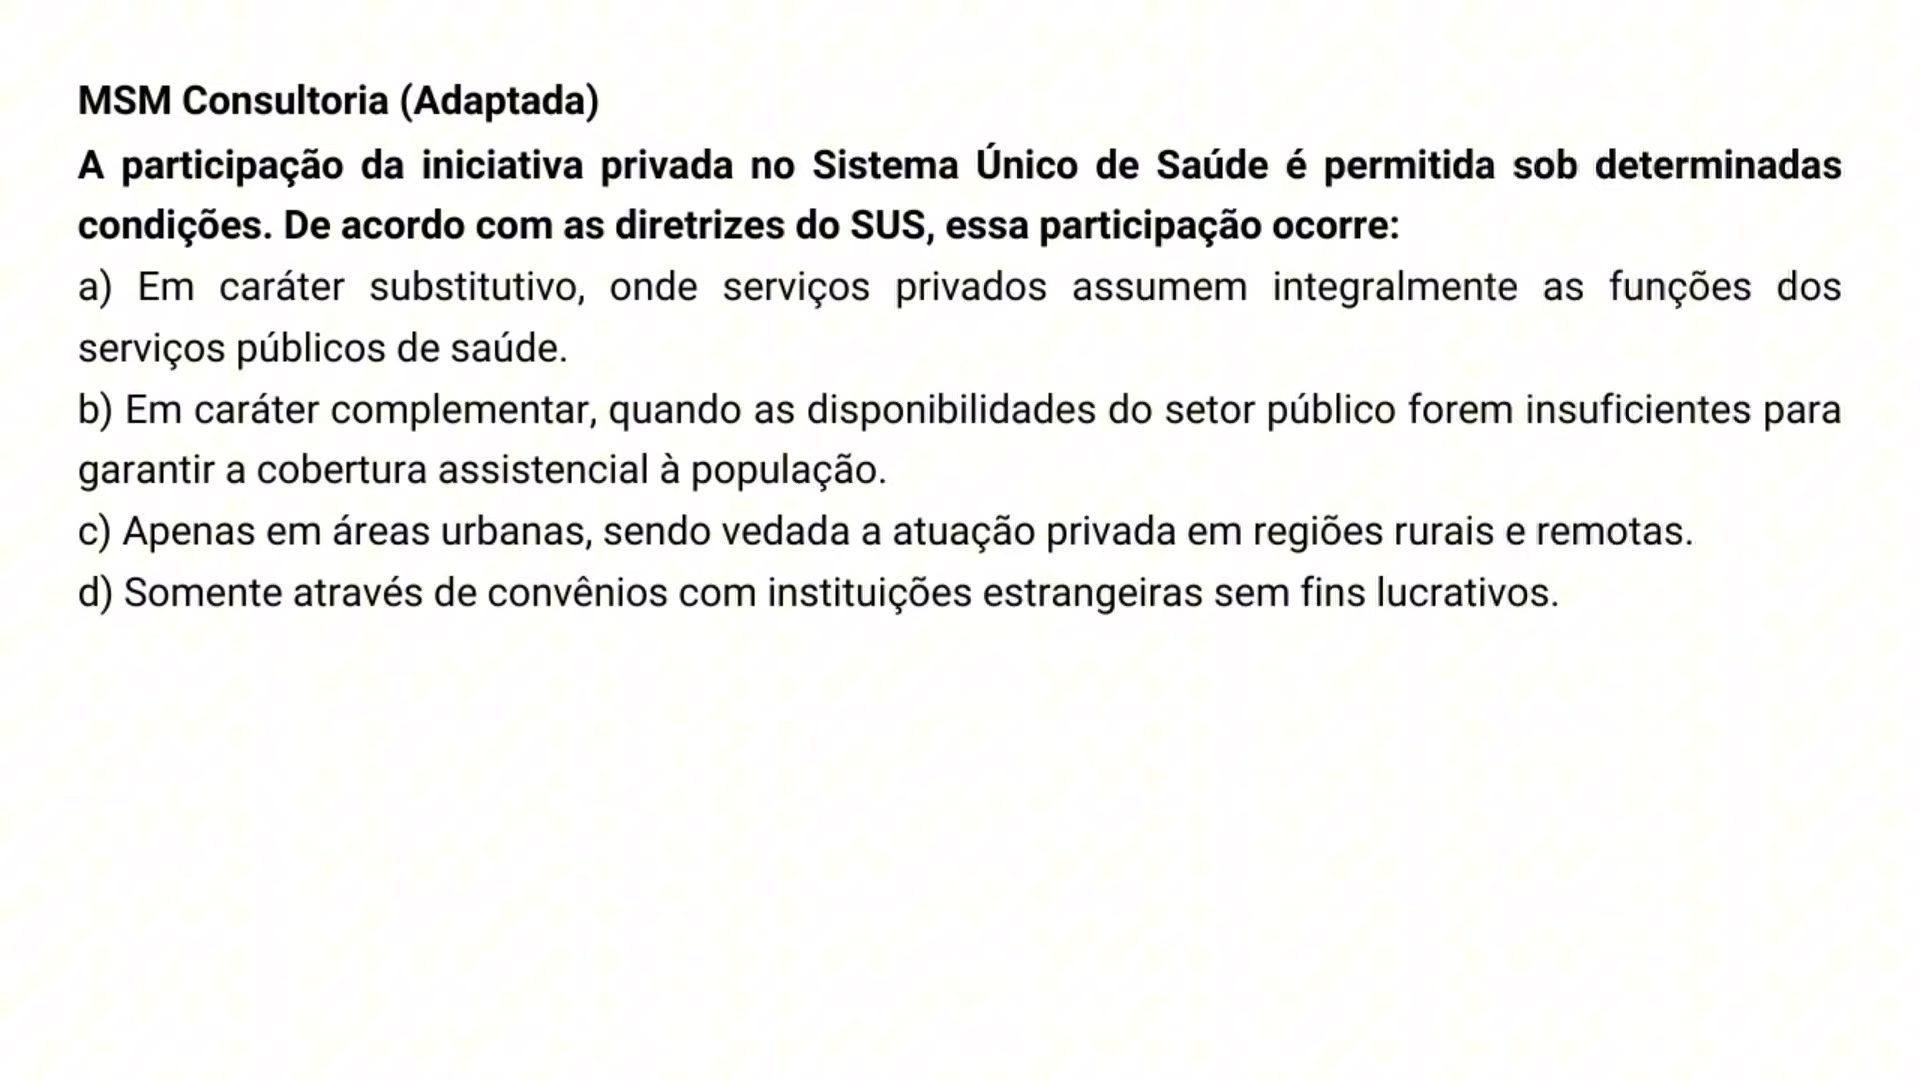 MSM Consultoria (Adaptada)
A participação da iniciativa privada no Sistema Único de Saúde é permitida sob determinadas
condições. De acordo com as diretrizes do SUS, essa participação ocorre:
a) Em caráter substitutivo, onde serviços privados assumem integralmente as funções dos
serviços públicos de saúde.
b) Em caráter complementar, quando as disponibilidades do setor público forem insuficientes para
garantir a cobertura assistencial à população.
c) Apenas em áreas urbanas, sendo vedada a atuação privada em regiões rurais e remotas.
d) Somente através de convênios com instituições estrangeiras sem fins lucrativos.